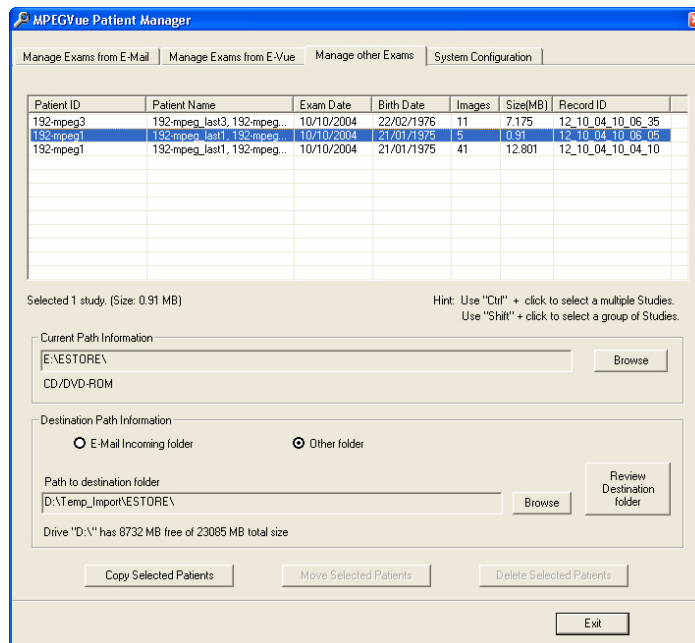 MPEGVue Patient Manager
Manage Exams from E-Mail Manage Exams from E-Vue Manage other Exams System Configuration
Patient ID Patient Name Exam Date Birth Date Images Size(MB) Record ID
192-mpeg3 192-mpeg_last3, 192-mpeg... 10/10/2004 22/02/1976 11 7.175 12_10_04_10_06_35
192-mpeg1 192-mpeg_last1, 192-mpeg... 10/10/2004 21/01/1975 5 0.91 12_10_04_10_06_05
192-mpeg1 192-mpeg_last1, 192-mpeg... 10/10/2004 21/01/1975 41 12.801 12_10_04_10_04_10
Selected 1 study. (Size: 0.91 MB) Hint: Use "Ctrl" + click to select a multiple Studies.
Use "Shift" + click to select a group of Studies.
Current Path Information
E:\ESTORE\ Browse
CD/DVD-ROM
Destination Path Information
E-Mail Incoming folder Other folder
Path to destination folder
D:\Temp_Import\ESTORE\ Browse
Review
Destination
folder
Drive "D:\" has 8732 MB free of 23085 MB total size
Copy Selected Patients Move Selected Patients Delete Selected Patients
Exit